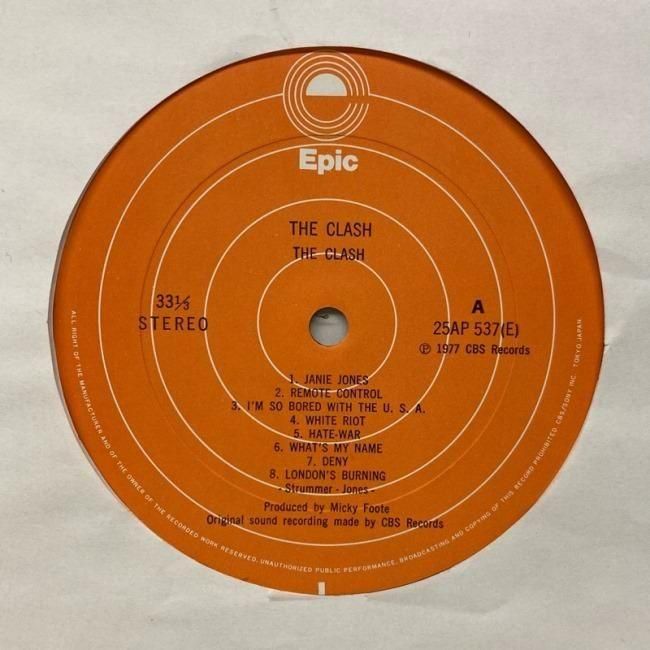 Epic
THE CLASH
THE CLASH
33⅓
STEREO
A
25AP 537(E)
℗ 1977 CBS Records
1. JANIE JONES
2. REMOTE CONTROL
3. I'M SO BORED WITH THE U. S. A.
4. WHITE RIOT
5. HATE-WAR
6. WHAT'S MY NAME
7. DENY
8. LONDON'S BURNING
- Strummer - Jones -
Produced by Micky Foote
Original sound recording made by CBS Records
ALL RIGHT OF THE MANUFACTURER AND OF THE OWNER OF THE RECORDED WORK RESERVED. UNAUTHORIZED PUBLIC PERFORMANCE, BROADCASTING AND COPYING OF THIS RECORD PROHIBITED. CBS/SONY INC. TOKYO JAPAN.